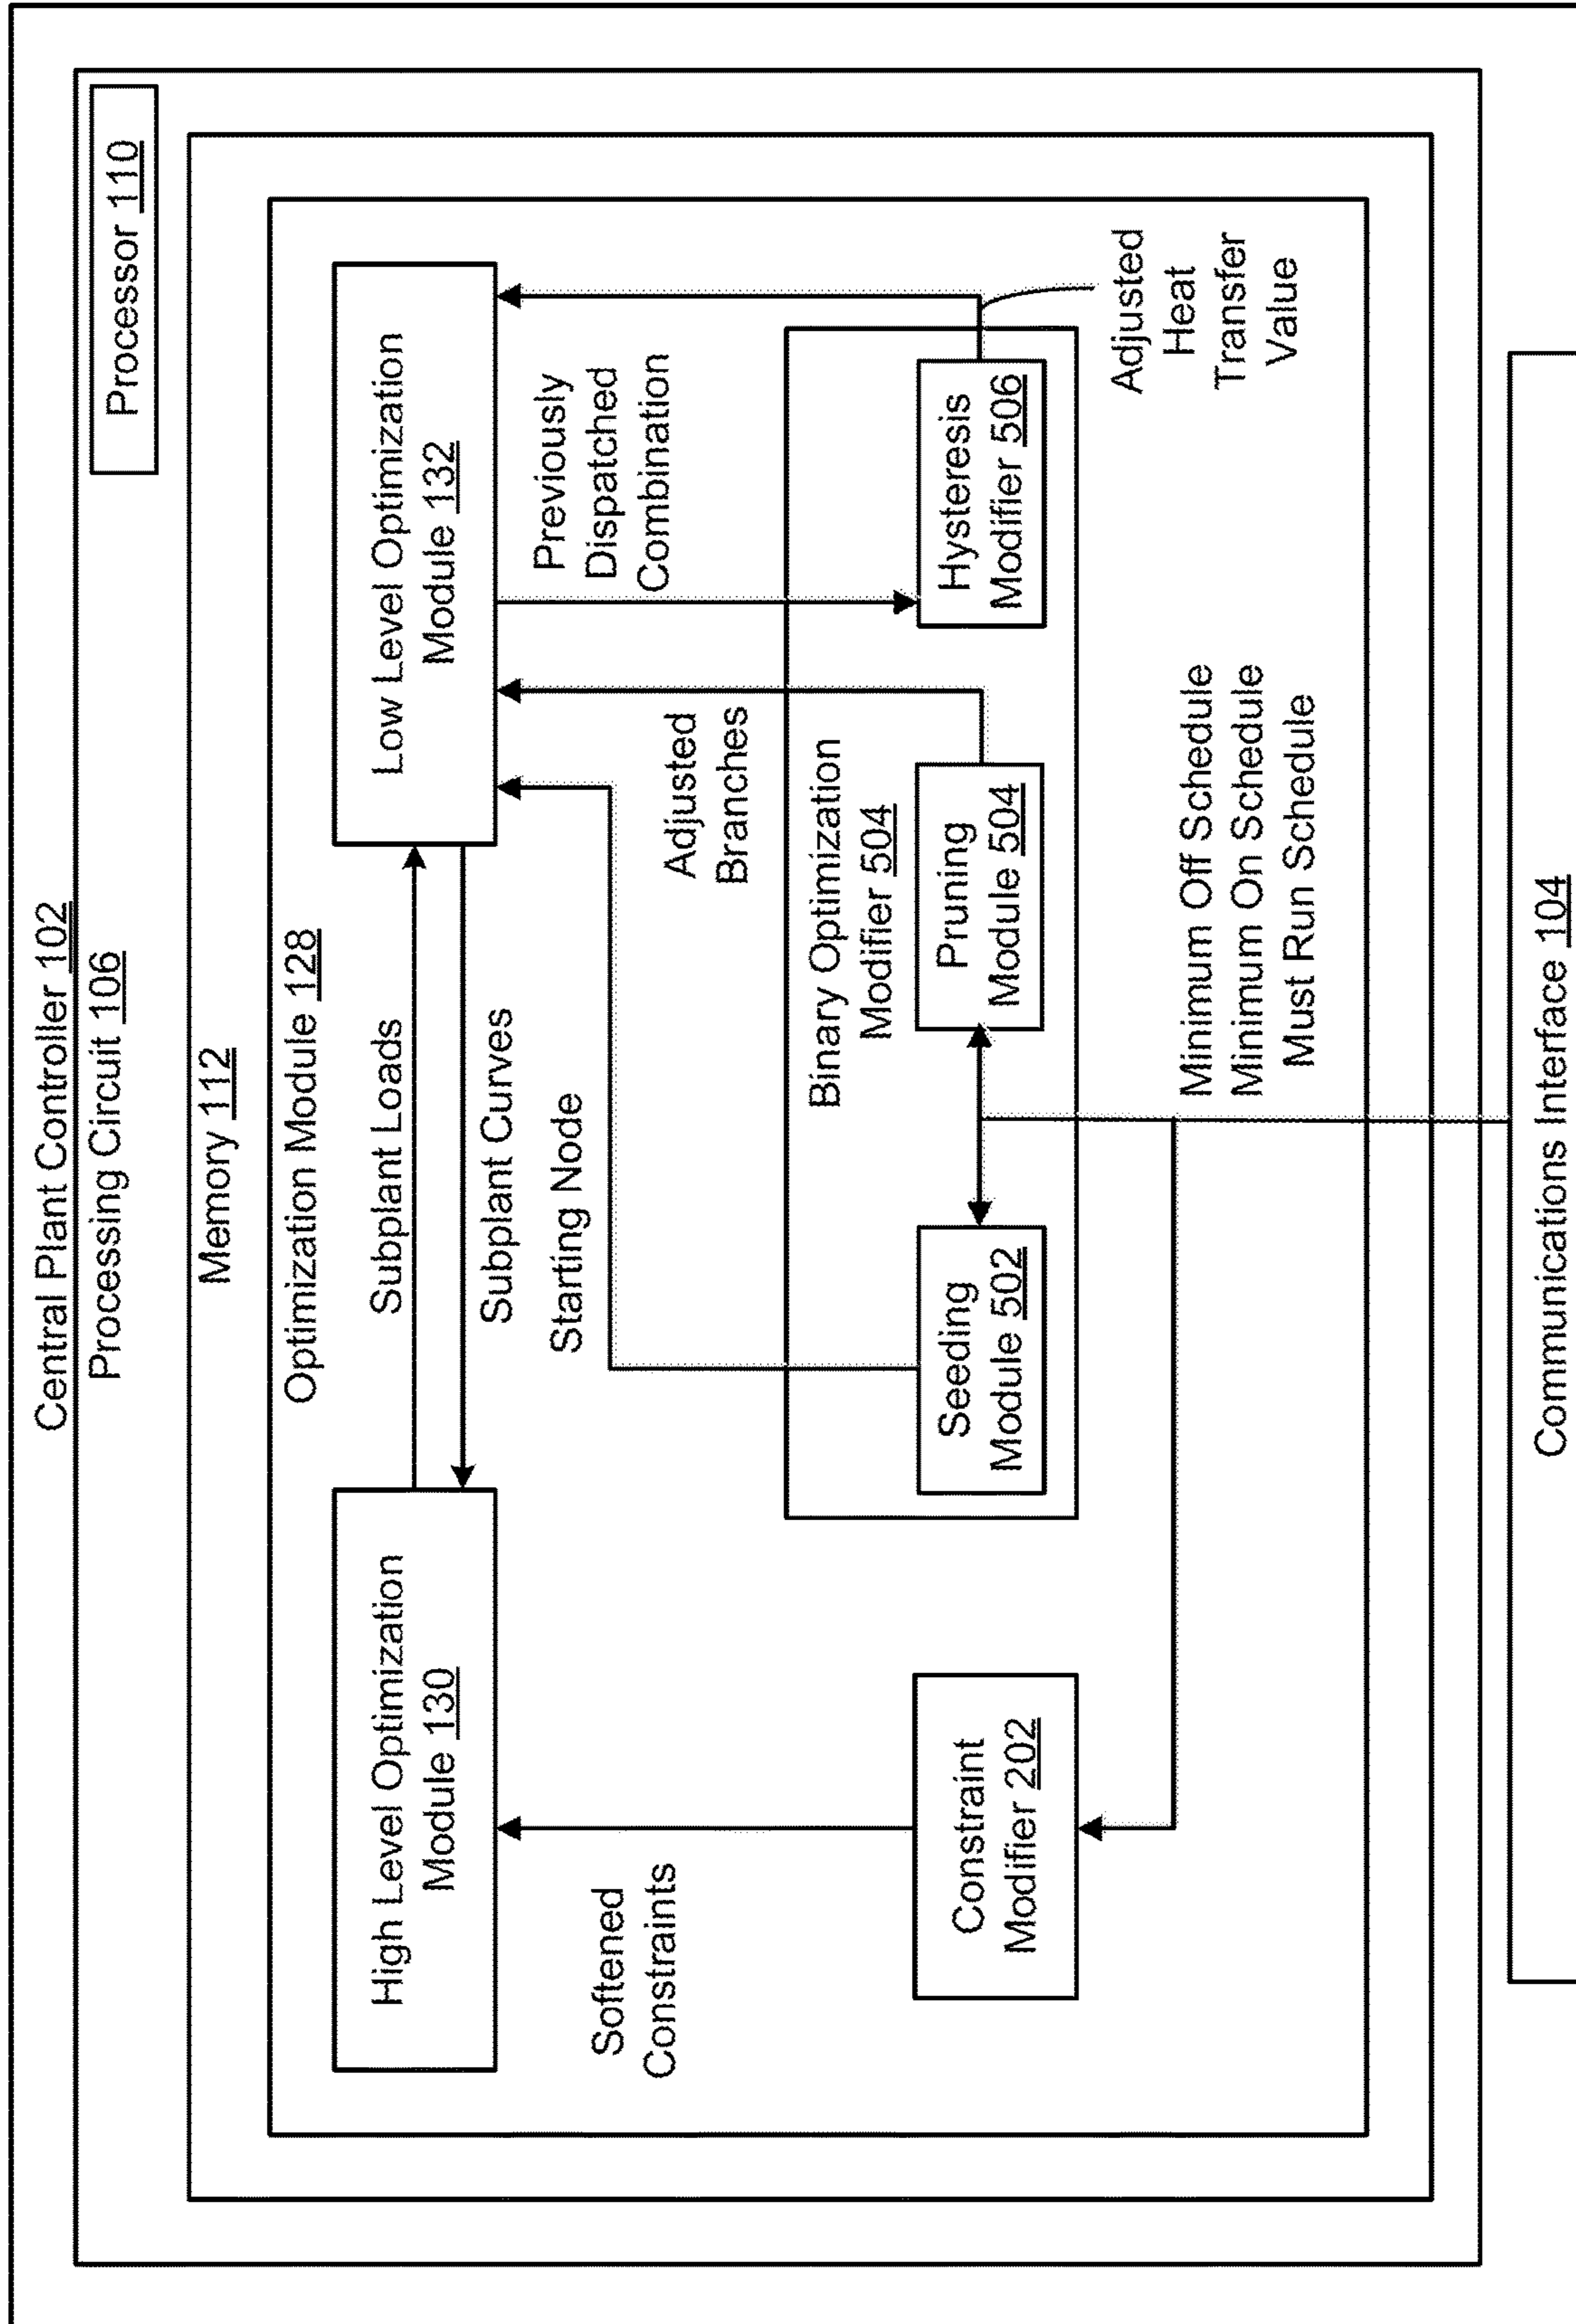 Central Plant Controller 102
Processing Circuit 106
Processor 110
Memory 112
Optimization Module 128
High Level Optimization
Module 130
Subplant Loads
Subplant Curves
Low Level Optimization
Module 132
Starting Node
Previously
Dispatched
Combination
Softened
Constraints
Adjusted
Branches
Binary Optimization
Modifier 504
Constraint
Modifier 202
Seeding
Module 502
Pruning
Module 504
Hysteresis
Modifier 506
Adjusted
Heat
Transfer
Value
Minimum Off Schedule
Minimum On Schedule
Must Run Schedule
Communications Interface 104